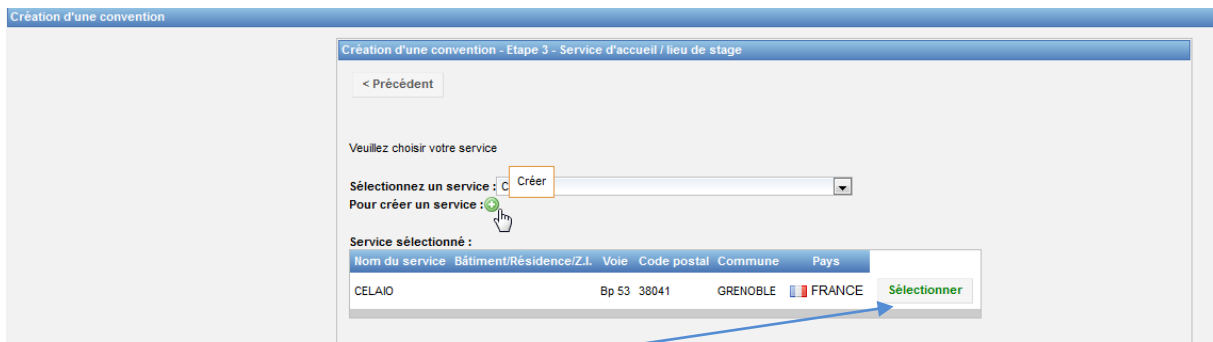 Création d'une convention
Création d'une convention - Etape 3 - Service d'accueil / lieu de stage
< Précédent
Veuillez choisir votre service
Sélectionnez un service : C
Créer
Pour créer un service :
Service sélectionné :
Nom du service Bâtiment/Résidence/Z.I. Voie Code postal Commune Pays
CELAIO Bp 53 38041 GRENOBLE FRANCE Sélectionner